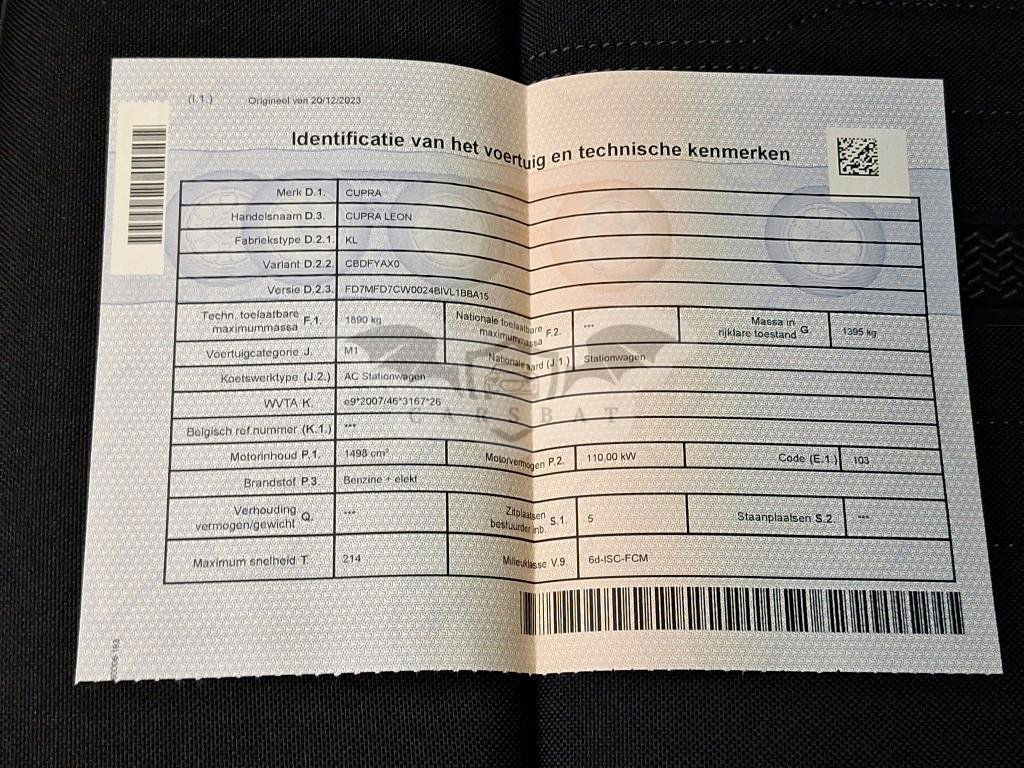 (I.1.) Origineel van 20/12/2023
Identificatie van het voertuig en technische kenmerken
Merk D.1. CUPRA
Handelsnaam D.3. CUPRA LEON
Fabriekstype D.2.1. KL
Variant D.2.2. CBDFYAX0
Versie D.2.3. FD7MFD7CW0024BIVL1BBA15
Techn. toelaatbare maximummassa F.1. 1890 kg Nationale toelaatbare maximummassa F.2. *** Massa in rijklare toestand G. 1395 kg
Voertuigcategorie J. M1 Nationale aard (J.1.) Stationwagen
Koetswerktype (J.2.) AC Stationwagen
WVTA K. e9*2007/46*3167*26
CARSBAT
Belgisch ref.nummer (K.1.) ***
Motorinhoud P.1. 1498 cm³ Motorvermogen P.2. 110,00 kW Code (E.1.) 103
Brandstof P.3. Benzine + elekt
Verhouding vermogen/gewicht Q. *** Zitplaatsen bestuurder inb. S.1. 5 Staanplaatsen S.2. ***
Maximum snelheid T. 214 Milieuklasse V.9. 6d-ISC-FCM